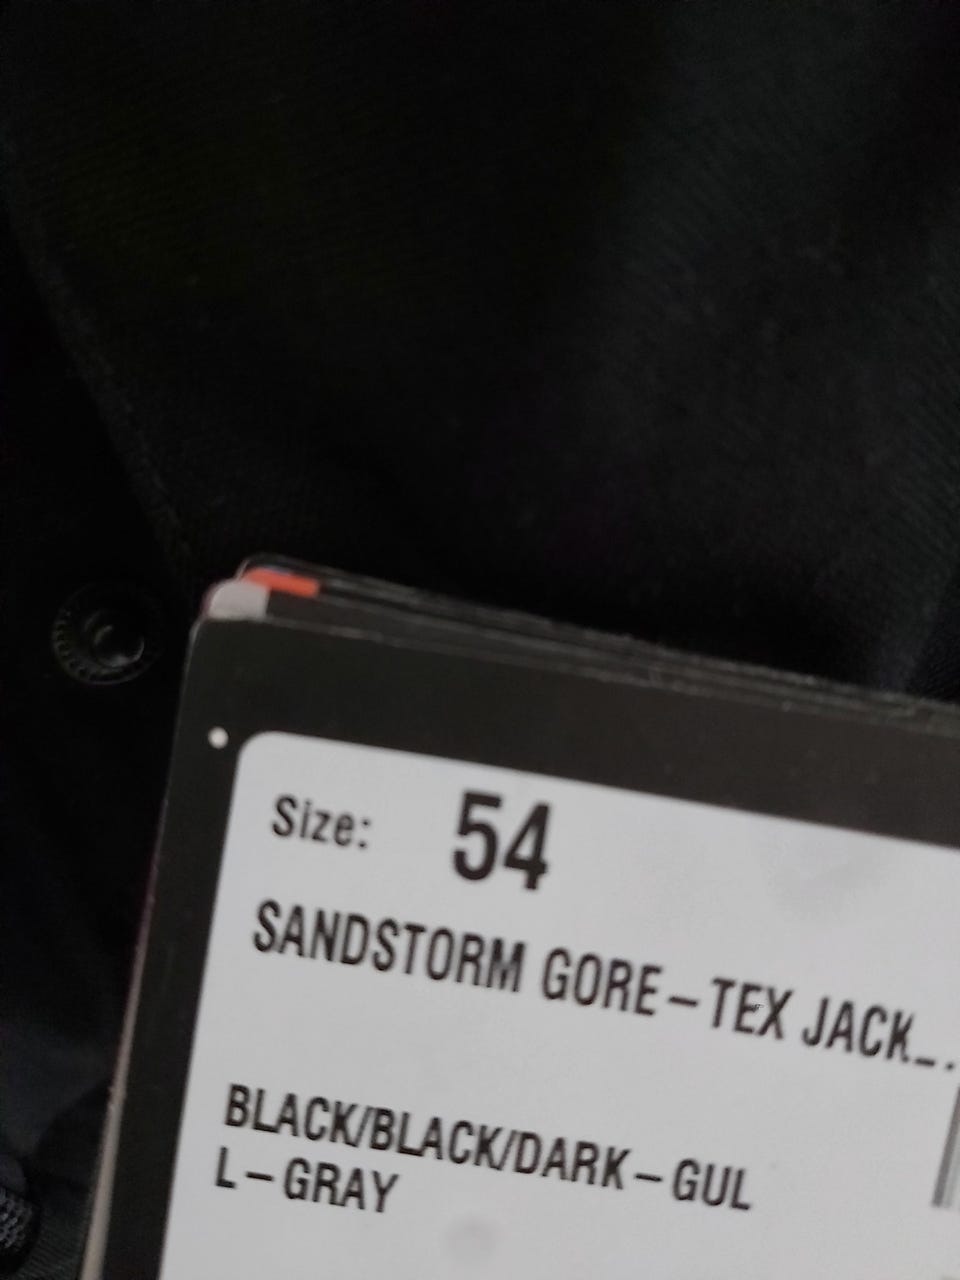 Size: 54
SANDSTORM GORE-TEX JACK_.
BLACK/BLACK/DARK-GUL
L-GRAY